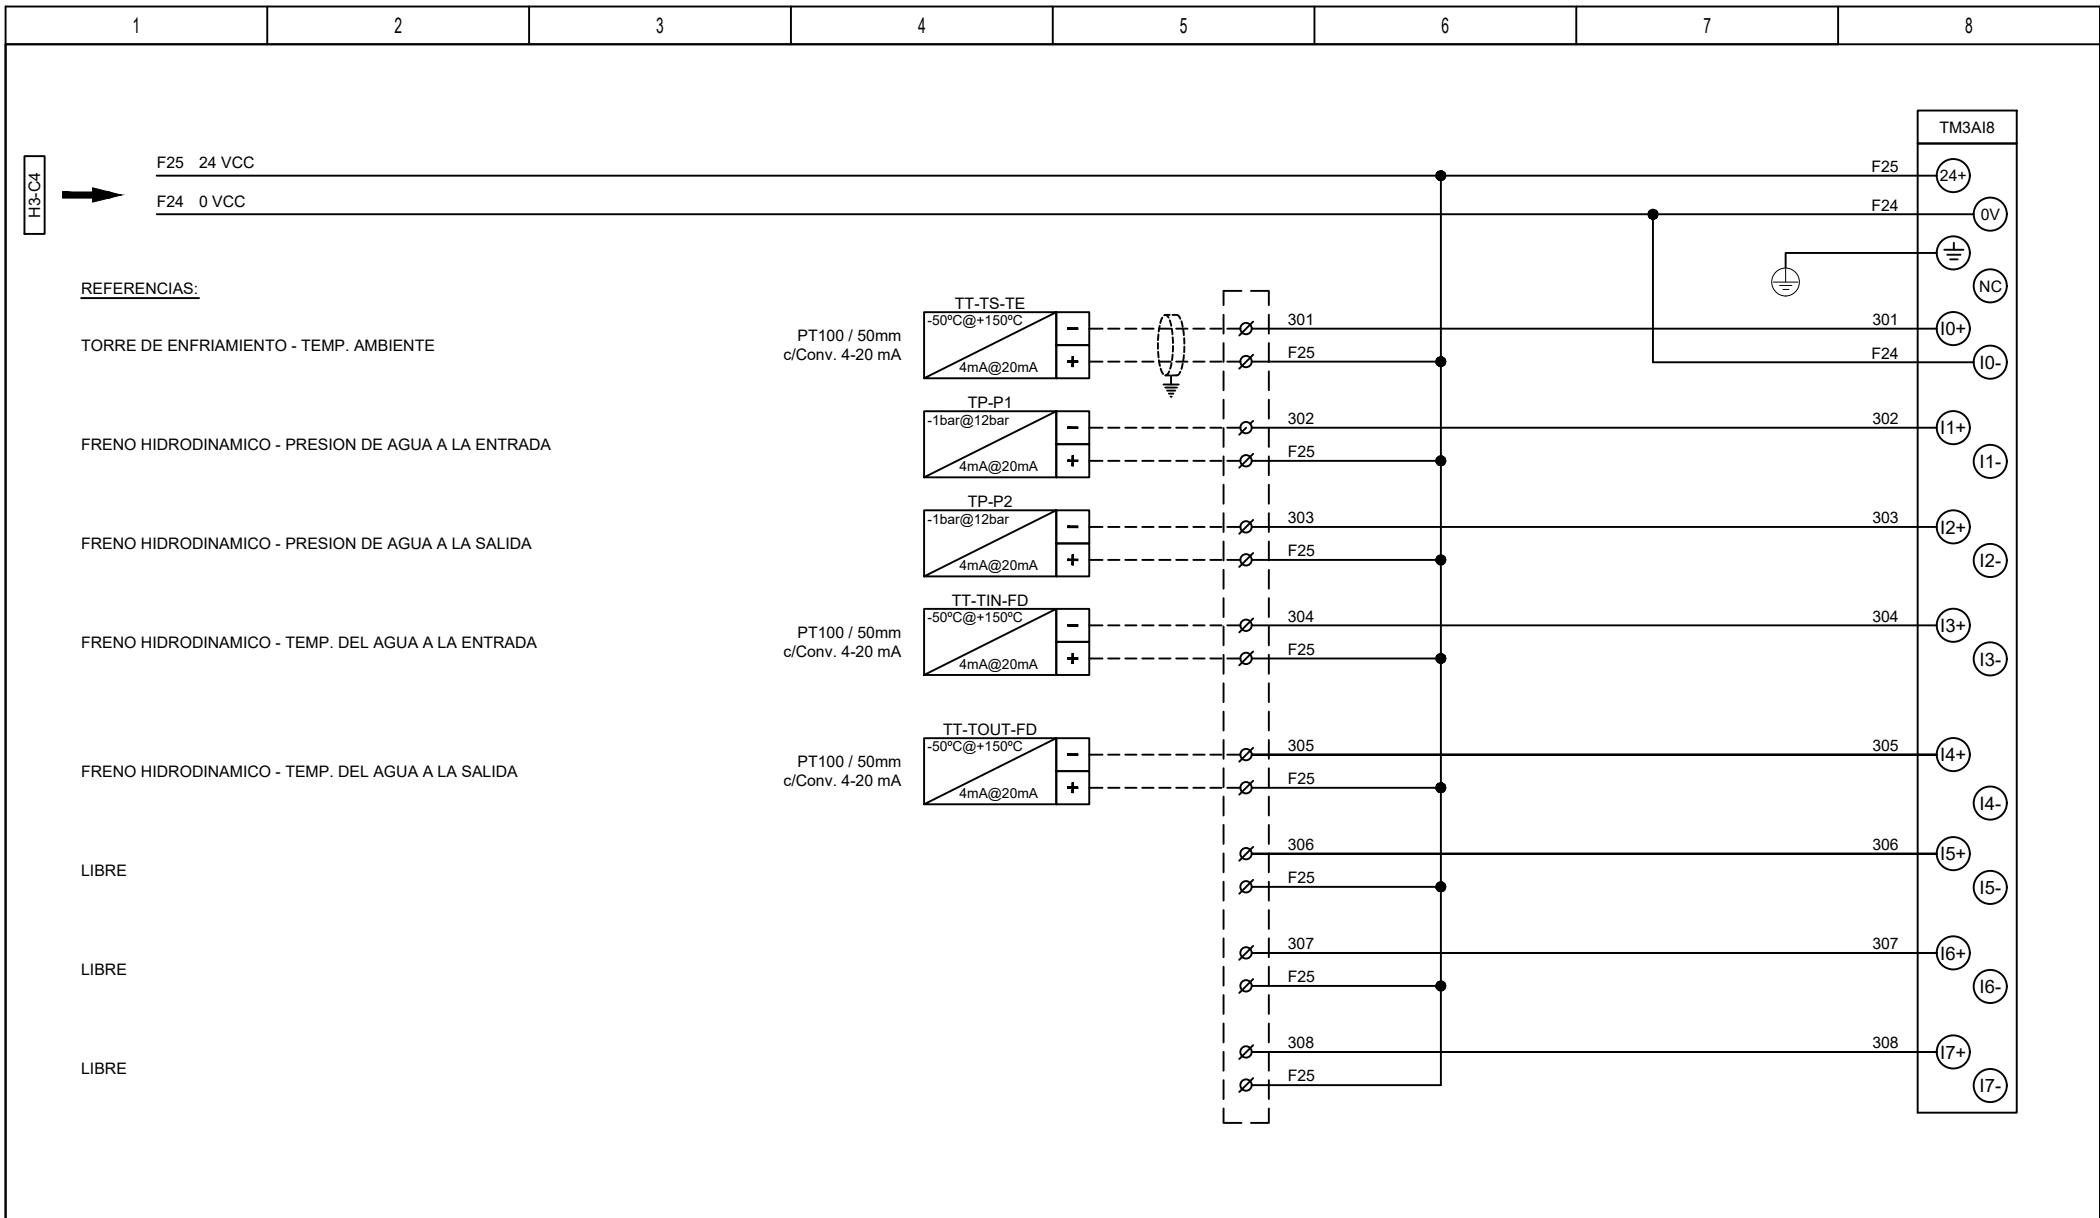 1 2 3 4 5 6 7 8
TM3AI8
H3-C4
F25 24 VCC F25 24+
F24 0 VCC F24 0V
NC
REFERENCIAS:
TT-TS-TE
-50ºC@+150ºC
4mA@20mA
- +
PT100 / 50mm
c/Conv. 4-20 mA
TORRE DE ENFRIAMIENTO - TEMP. AMBIENTE
301 301 I0+
F25 F24 I0-
TP-P1
-1bar@12bar
4mA@20mA
- +
FRENO HIDRODINAMICO - PRESION DE AGUA A LA ENTRADA
302 302 I1+
F25 I1-
TP-P2
-1bar@12bar
4mA@20mA
- +
FRENO HIDRODINAMICO - PRESION DE AGUA A LA SALIDA
303 303 I2+
F25 I2-
TT-TIN-FD
-50ºC@+150ºC
4mA@20mA
- +
PT100 / 50mm
c/Conv. 4-20 mA
FRENO HIDRODINAMICO - TEMP. DEL AGUA A LA ENTRADA
304 304 I3+
F25 I3-
TT-TOUT-FD
-50ºC@+150ºC
4mA@20mA
- +
PT100 / 50mm
c/Conv. 4-20 mA
FRENO HIDRODINAMICO - TEMP. DEL AGUA A LA SALIDA
305 305 I4+
F25 I4-
LIBRE
306 306 I5+
F25 I5-
LIBRE
307 307 I6+
F25 I6-
LIBRE
308 308 I7+
F25 I7-